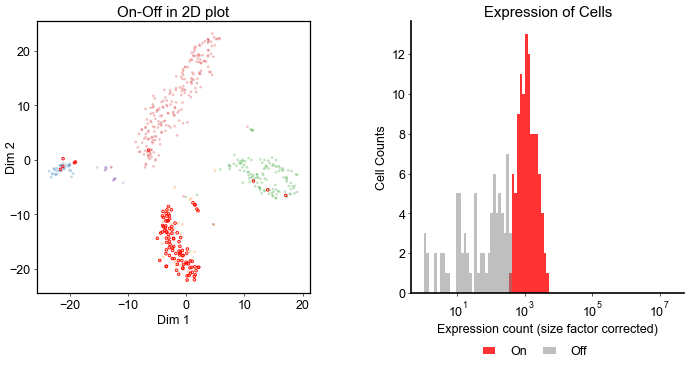 On-Off in 2D plot
20
10
0
−10
−20
Dim 2
−20 −10 0 10 20
Dim 1
Expression of Cells
12
10
8
6
4
2
0
Cell Counts
10^1 10^3 10^5 10^7
Expression count (size factor corrected)
On Off